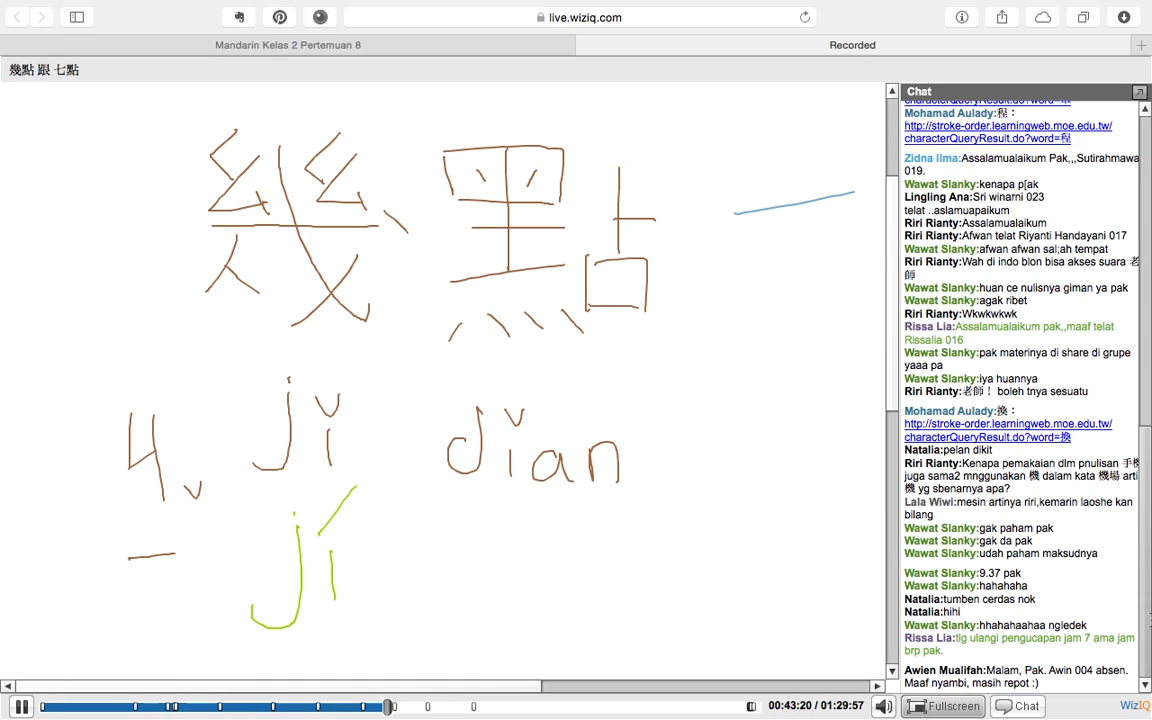 live.wiziq.com
Mandarin Kelas 2 Pertemuan 8
Recorded
幾點 跟 七點
幾、點
jǐ diǎn
4 ˇ
jí
一
Chat
characterQueryResult.do?word=
Mohamad Aulady:程：
http://stroke-order.learningweb.moe.edu.tw/
characterQueryResult.do?word=程
Zidna Ilma:Assalamualaikum Pak,,,Sutirahmawa
019.
Wawat Slanky:kenapa p[ak
Lingling Ana:Sri winarni 023
telat ..aslamuapaikum
Riri Rianty:Assalamualaikum
Riri Rianty:Afwan telat Riyanti Handayani 017
Wawat Slanky:afwan afwan sal;ah tempat
Riri Rianty:Wah di indo blon bisa akses suara 老
師
Wawat Slanky:huan ce nulisnya giman ya pak
Wawat Slanky:agak ribet
Riri Rianty:Wkwkwkwk
Rissa Lia:Assalamualaikum pak,,maaf telat
Rissalia 016
Wawat Slanky:pak materinya di share di grupe
yaaa pa
Wawat Slanky:iya huannya
Riri Rianty:老師！ boleh tnya sesuatu
Mohamad Aulady:換：
http://stroke-order.learningweb.moe.edu.tw/
characterQueryResult.do?word=換
Natalia:pelan dikit
Riri Rianty:Kenapa pemakaian dlm pnulisan 手機
juga sama2 mnggunakan 機 dalam kata 機場 arti
機 yg sbenarnya apa?
Lala Wiwi:mesin artinya riri,kemarin laoshe kan
bilang
Wawat Slanky:gak paham pak
Wawat Slanky:gak da pak
Wawat Slanky:udah paham maksudnya
Wawat Slanky:9.37 pak
Wawat Slanky:hahahaha
Natalia:tumben cerdas nok
Natalia:hihi
Wawat Slanky:hhahahaahaa ngledek
Rissa Lia:tlg ulangi pengucapan jam 7 ama jam
brp pak.
Awien Mualifah:Malam, Pak. Awin 004 absen.
Maaf nyambi, masih repot :)
00:43:20 / 01:29:57
Fullscreen
Chat
WizIQ